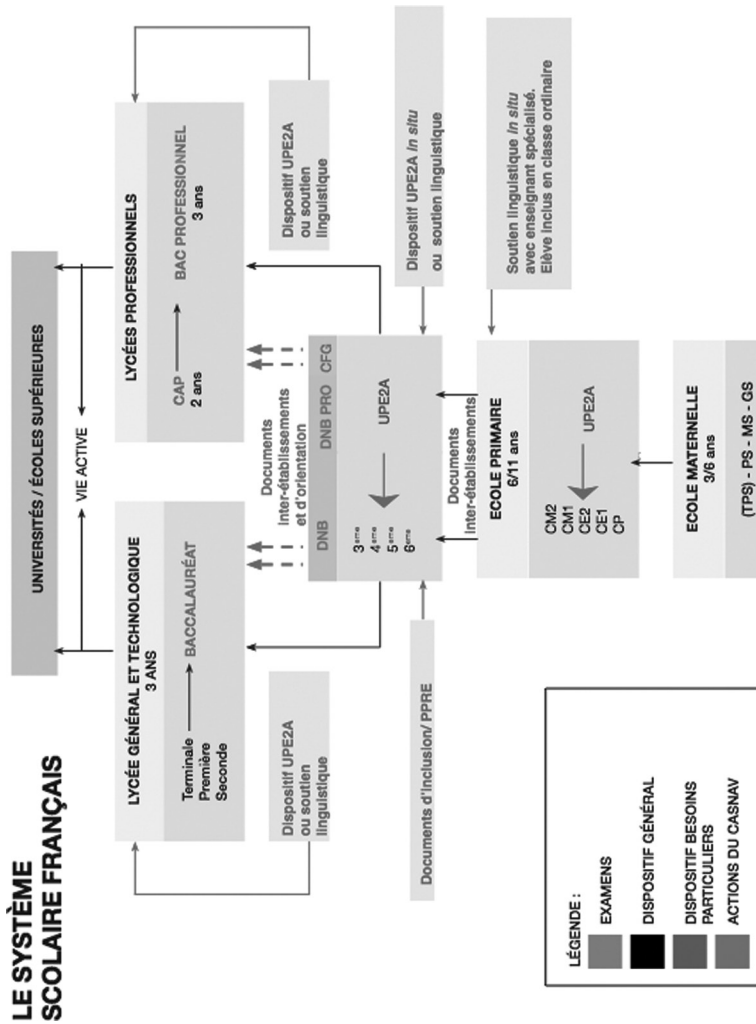 LE SYSTÈME
SCOLAIRE FRANÇAIS
UNIVERSITÉS / ÉCOLES SUPÉRIEURES
VIE ACTIVE
LYCÉE GÉNÉRAL ET TECHNOLOGIQUE
3 ANS
Terminale
Première
Seconde
BACCALAURÉAT
LYCÉES PROFESSIONNELS
CAP
2 ans
BAC PROFESSIONNEL
3 ans
Dispositif UPE2A
ou soutien
linguistique
Documents
inter-établissements
et d'orientation
Dispositif UPE2A
ou soutien
linguistique
DNB
DNB PRO
CFG
3eme
4eme
5eme
6eme
UPE2A
Documents d'inclusion/ PPRE
Dispositif UPE2A in situ
ou soutien linguistique
Documents
Inter-établissements
ECOLE PRIMAIRE
6/11 ans
Soutien linguistique in situ
avec enseignant spécialisé.
Elève inclus en classe ordinaire
CM2
CM1
CE2
CE1
CP
UPE2A
ECOLE MATERNELLE
3/6 ans
(TPS) - PS - MS - GS
LÉGENDE :
EXAMENS
DISPOSITIF GÉNÉRAL
DISPOSITIF BESOINS
PARTICULIERS
ACTIONS DU CASNAV